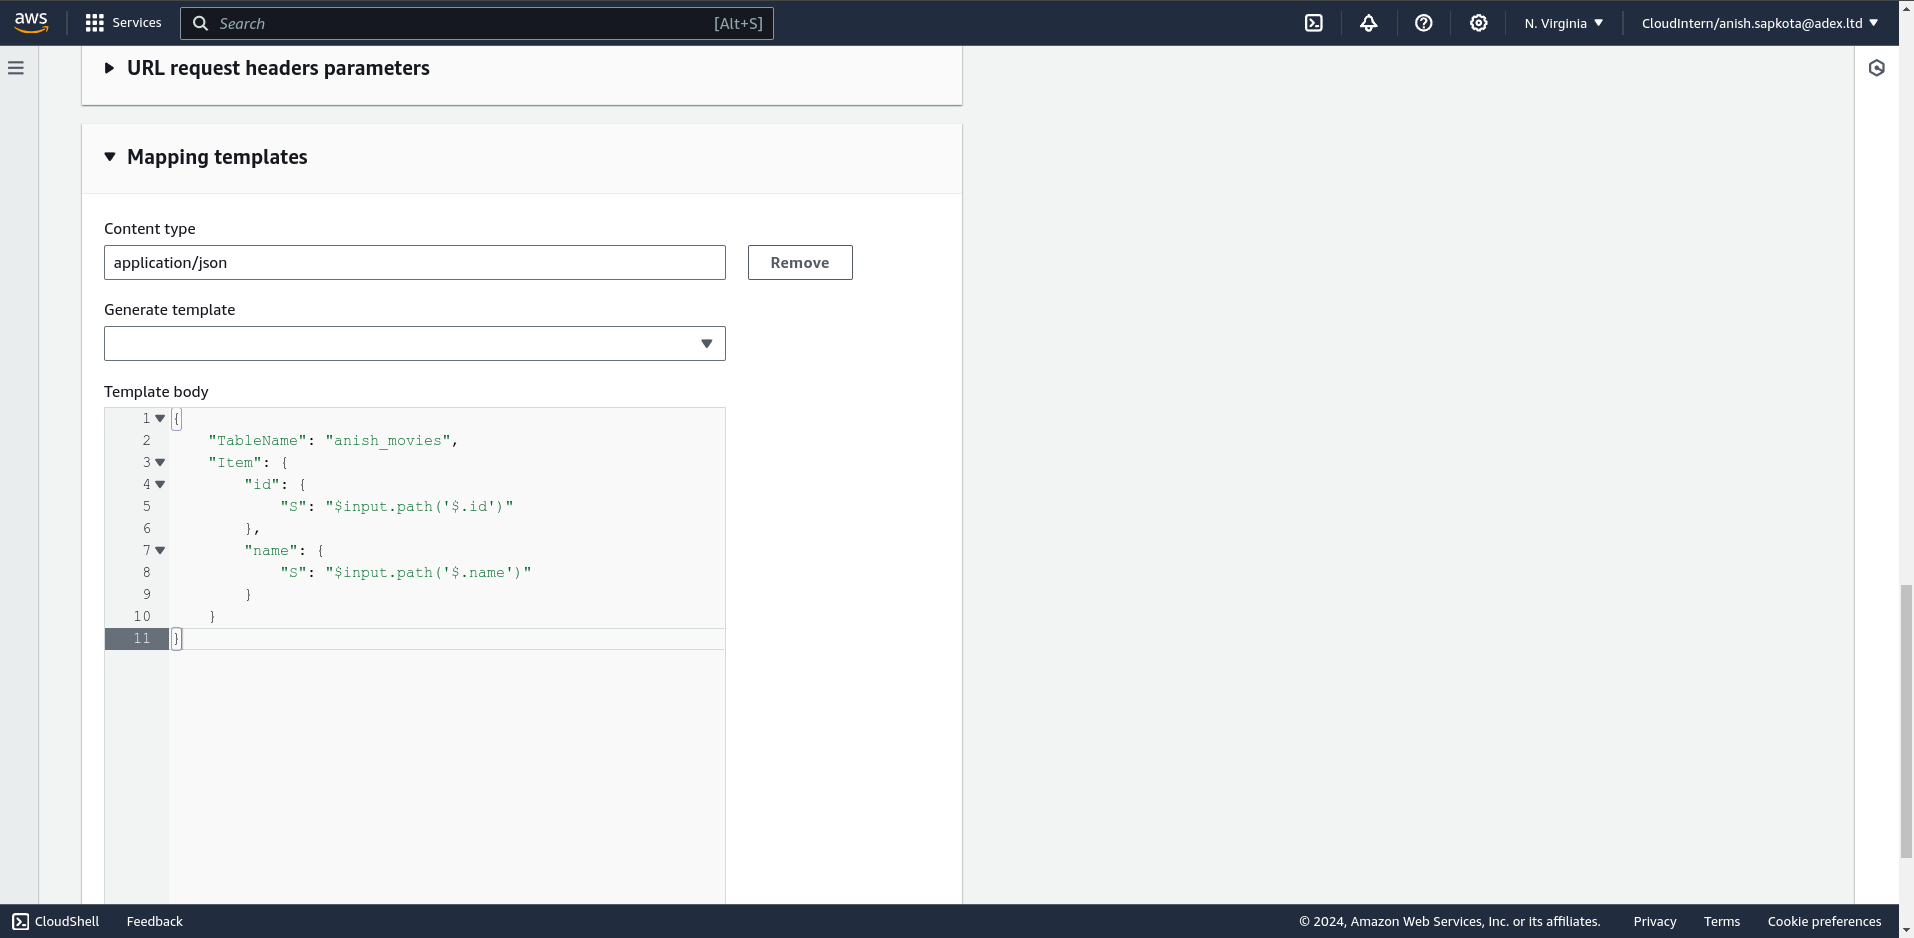 aws Services Search [Alt+S] N. Virginia CloudIntern/anish.sapkota@adex.ltd
URL request headers parameters
Mapping templates
Content type
application/json Remove
Generate template
Template body
1 {
2     "TableName": "anish_movies",
3     "Item": {
4         "id": {
5             "S": "$input.path('$.id')"
6         },
7         "name": {
8             "S": "$input.path('$.name')"
9         }
10     }
11 }
CloudShell Feedback © 2024, Amazon Web Services, Inc. or its affiliates. Privacy Terms Cookie preferences